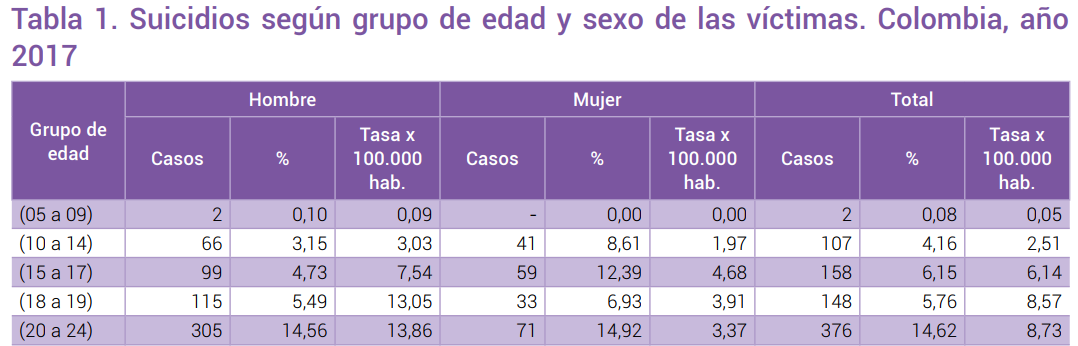 Tabla 1. Suicidios según grupo de edad y sexo de las víctimas. Colombia, año
2017
Grupo de edad Hombre Mujer Total
Casos % Tasa x 100.000 hab. Casos % Tasa x 100.000 hab. Casos % Tasa x 100.000 hab.
(05 a 09) 2 0,10 0,09 - 0,00 0,00 2 0,08 0,05
(10 a 14) 66 3,15 3,03 41 8,61 1,97 107 4,16 2,51
(15 a 17) 99 4,73 7,54 59 12,39 4,68 158 6,15 6,14
(18 a 19) 115 5,49 13,05 33 6,93 3,91 148 5,76 8,57
(20 a 24) 305 14,56 13,86 71 14,92 3,37 376 14,62 8,73